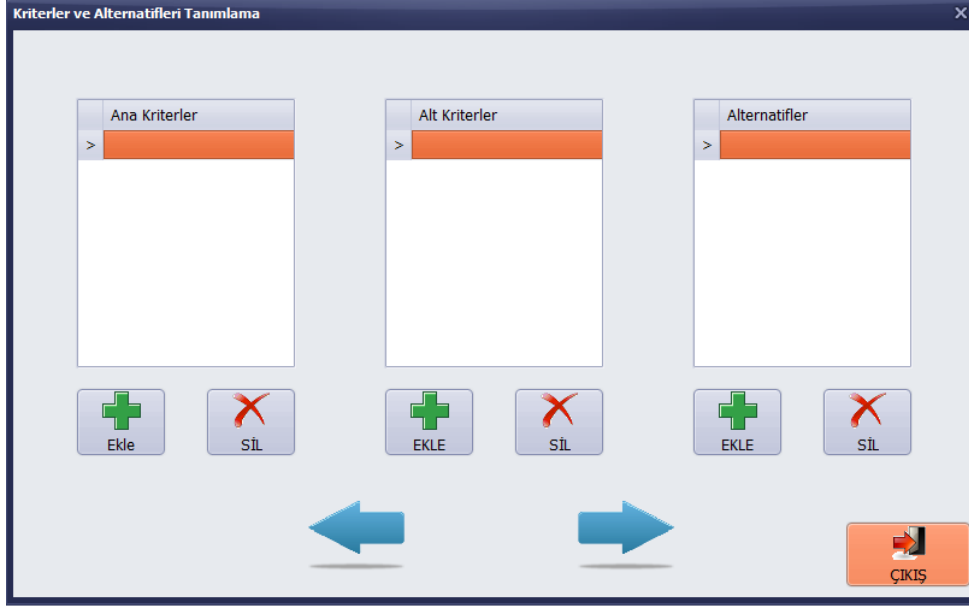 Kriterler ve Alternatifleri Tanımlama
Ana Kriterler
Alt Kriterler
Alternatifler
Ekle
SİL
EKLE
SİL
EKLE
SİL
ÇIKIŞ